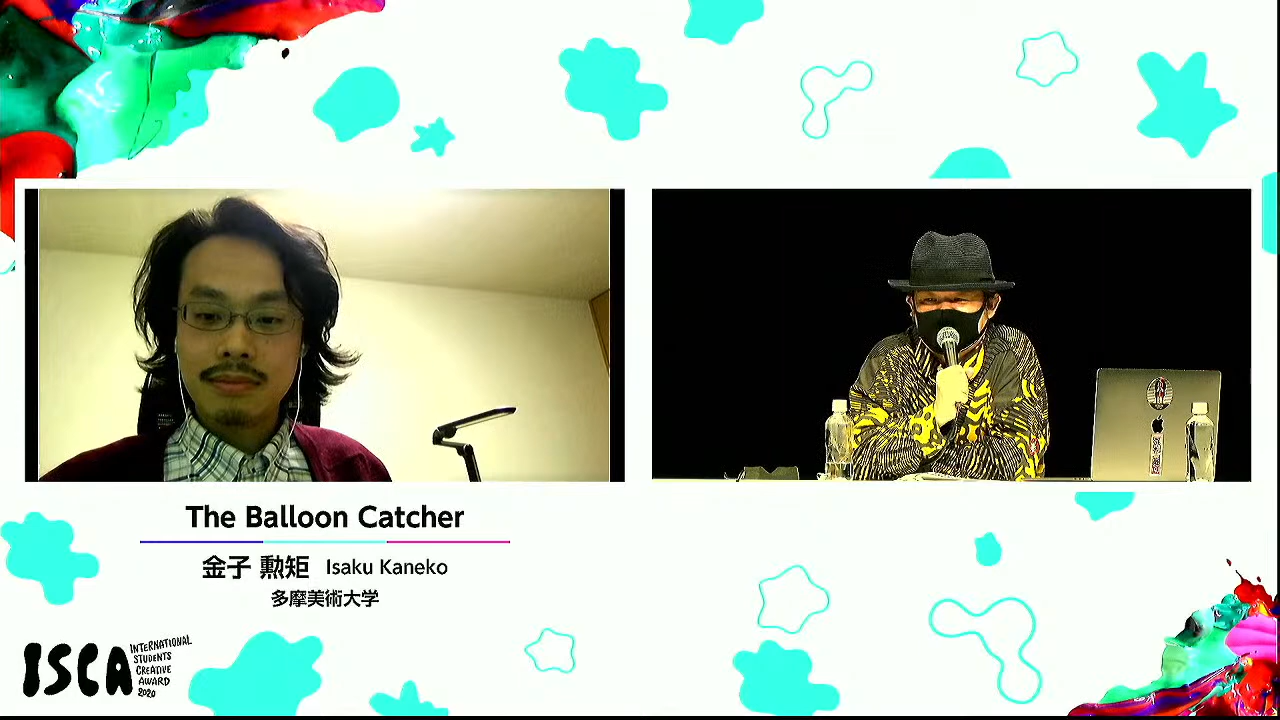 The Balloon Catcher
金子 勲矩 Isaku Kaneko
多摩美術大学
ISCA
INTERNATIONAL
STUDENTS
CREATIVE
AWARD
2020